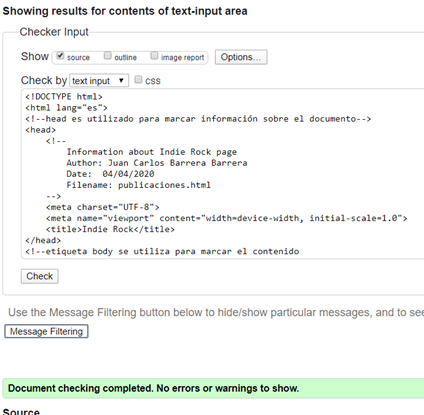 Showing results for contents of text-input area
Checker Input
Show source outline image report Options...
Check by text input css
<!DOCTYPE html>
<html lang="es">
<!--head es utilizado para marcar información sobre el documento-->
<head>
<!--
Information about Indie Rock page
Author: Juan Carlos Barrera Barrera
Date: 04/04/2020
Filename: publicaciones.html
-->
<meta charset="UTF-8">
<meta name="viewport" content="width=device-width, initial-scale=1.0">
<title>Indie Rock</title>
</head>
<!--etiqueta body se utiliza para marcar el contenido
Check
Use the Message Filtering button below to hide/show particular messages, and to see
Message Filtering
Document checking completed. No errors or warnings to show.
Source